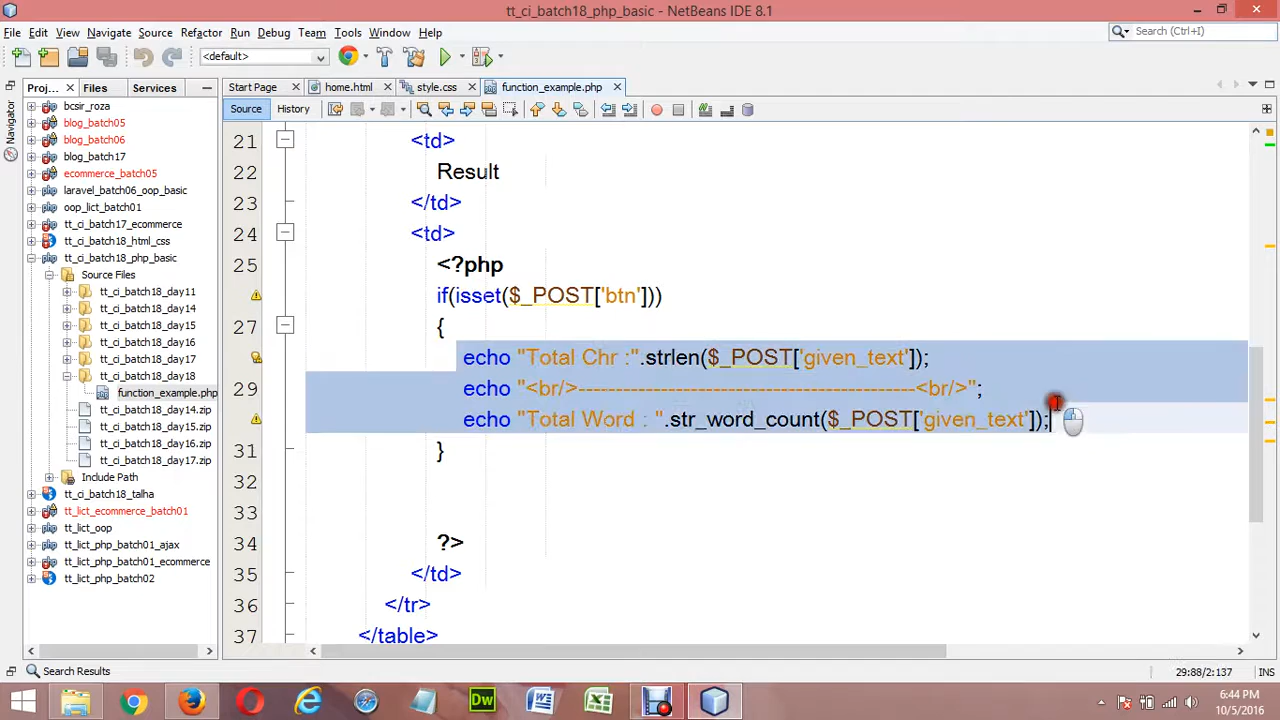 tt_ci_batch18_php_basic - NetBeans IDE 8.1
File Edit View Navigate Source Refactor Run Debug Team Tools Window Help
Search (Ctrl+I)
<default>
Proj... Files Services
Start Page home.html style.css function_example.php
Source History
Navigator
bcsir_roza
blog_batch05
blog_batch06
blog_batch17
ecommerce_batch05
laravel_batch06_oop_basic
oop_lict_batch01
tt_ci_batch17_ecommerce
tt_ci_batch18_html_css
tt_ci_batch18_php_basic
Source Files
tt_ci_batch18_day11
tt_ci_batch18_day14
tt_ci_batch18_day15
tt_ci_batch18_day16
tt_ci_batch18_day17
tt_ci_batch18_day18
function_example.php
tt_ci_batch18_day14.zip
tt_ci_batch18_day15.zip
tt_ci_batch18_day16.zip
tt_ci_batch18_day17.zip
Include Path
tt_ci_batch18_talha
tt_lict_ecommerce_batch01
tt_lict_oop
tt_lict_php_batch01_ajax
tt_lict_php_batch01_ecommerce
tt_lict_php_batch02
21 <td>
22 Result
23 </td>
24 <td>
25 <?php
if(isset($_POST['btn']))
27 {
echo "Total Chr :".strlen($_POST['given_text']);
29 echo "<br/>---------------------------------------------<br/>";
echo "Total Word : ".str_word_count($_POST['given_text']);
31 }
32
33
34 ?>
35 </td>
36 </tr>
37 </table>
Search Results
29:88/2:137 INS
Dw
6:44 PM
10/5/2016